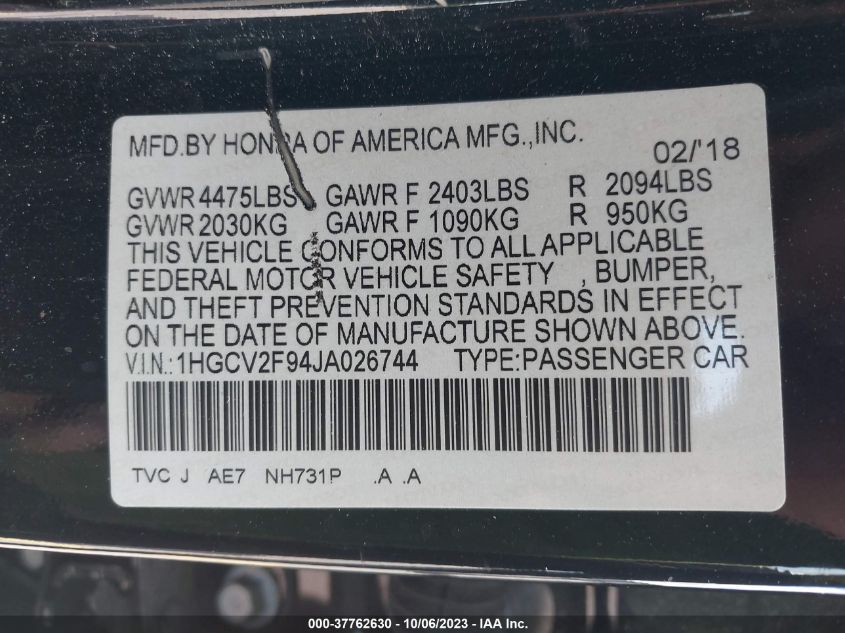 MFD.BY HONDA OF AMERICA MFG.,INC.
02/'18
GVWR 4475LBS GAWR F 2403LBS R 2094LBS
GVWR 2030KG GAWR F 1090KG R 950KG
THIS VEHICLE CONFORMS TO ALL APPLICABLE
FEDERAL MOTOR VEHICLE SAFETY , BUMPER,
AND THEFT PREVENTION STANDARDS IN EFFECT
ON THE DATE OF MANUFACTURE SHOWN ABOVE.
V.I.N.:1HGCV2F94JA026744 TYPE:PASSENGER CAR
TVC J AE7 NH731P .A .A
000-37762630 - 10/06/2023 - IAA Inc.